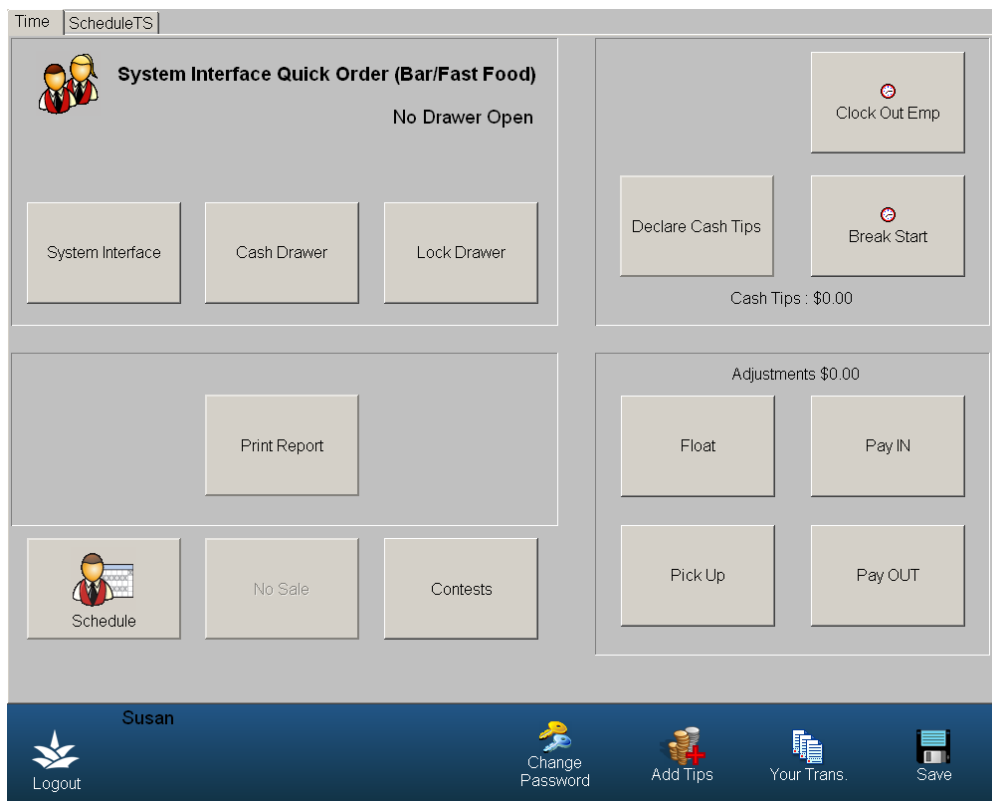 Time ScheduleTS
System Interface Quick Order (Bar/Fast Food)
No Drawer Open
System Interface Cash Drawer Lock Drawer
Clock Out Emp
Declare Cash Tips Break Start
Cash Tips : $0.00
Print Report
Adjustments $0.00
Float Pay IN
Pick Up Pay OUT
Schedule No Sale Contests
Susan
Logout
Change
Password
Add Tips
Your Trans.
Save